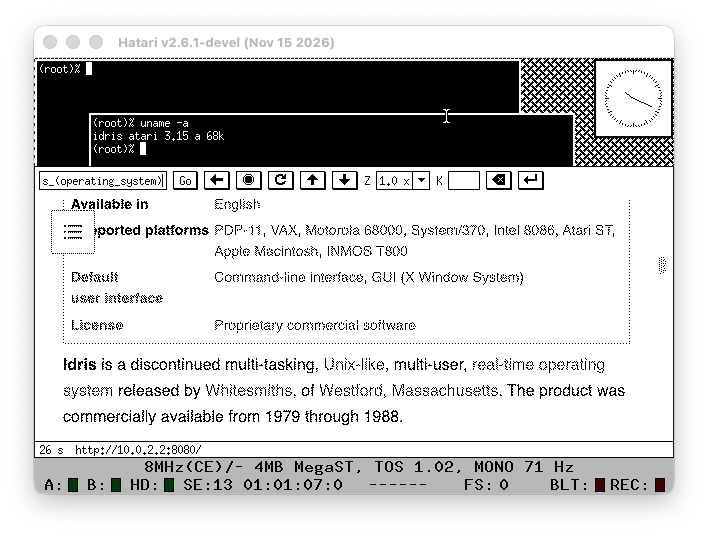 Hatari v2.6.1-devel (Nov 15 2026)
(root)%
(root)% uname -a
idris atari 3.15 a 68k
(root)%
s_(operating_system) Go Z 1.0 x K
Available in English
ported platforms PDP-11, VAX, Motorola 68000, System/370, Intel 8086, Atari ST,
Apple Macintosh, INMOS T800
Default Command-line interface, GUI (X Window System)
user interface
License Proprietary commercial software
Idris is a discontinued multi-tasking, Unix-like, multi-user, real-time operating
system released by Whitesmiths, of Westford, Massachusetts. The product was
commercially available from 1979 through 1988.
26 s http://10.0.2.2:8080/
8MHz(CE)/- 4MB MegaST, TOS 1.02, MONO 71 Hz
A: B: HD: SE:13 01:01:07:0 ------ FS: 0 BLT: REC: